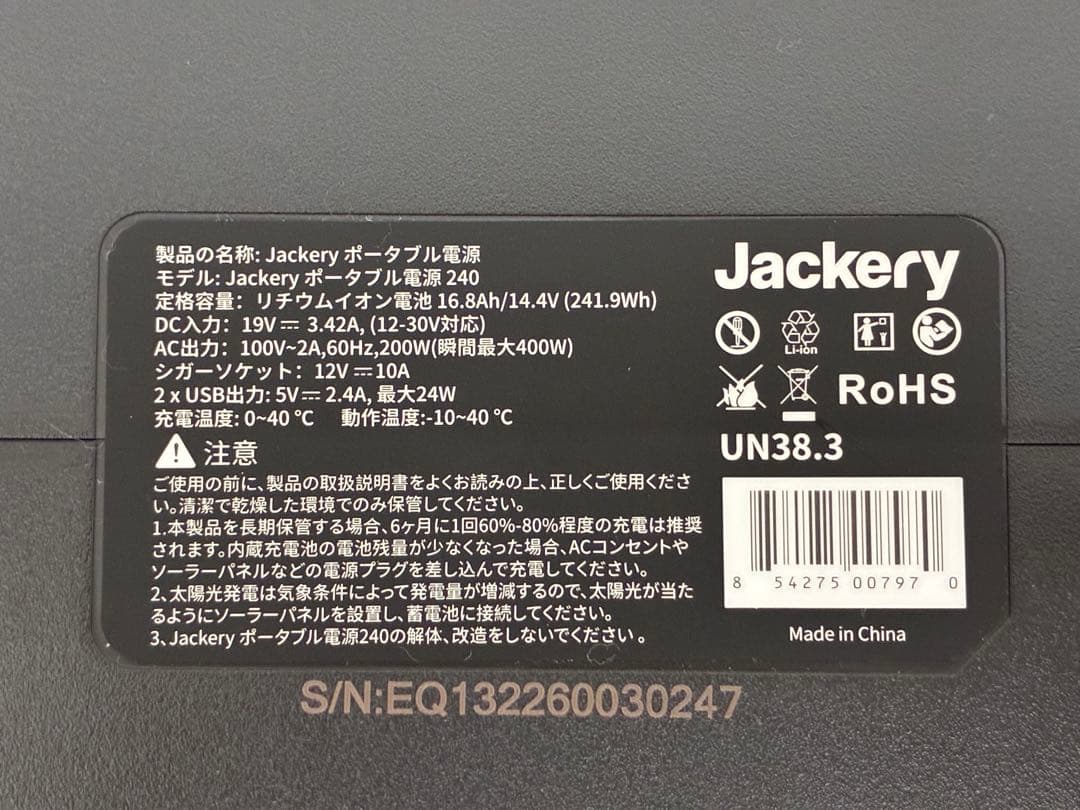 製品の名称: Jackery ポータブル電源
モデル: Jackery ポータブル電源 240
定格容量: リチウムイオン電池 16.8Ah/14.4V (241.9Wh)
DC入力: 19V⎓3.42A, (12-30V対応)
AC出力: 100V~2A,60Hz,200W(瞬間最大400W)
シガーソケット: 12V⎓10A
2 x USB出力: 5V⎓2.4A, 最大24W
充電温度: 0~40 ℃ 動作温度:-10~40 ℃
注意
ご使用の前に、製品の取扱説明書をよくお読みの上、正しくご使用くださ
い。清潔で乾燥した環境でのみ保管してください。
1.本製品を長期保管する場合、6ヶ月に1回60%-80%程度の充電は推奨
されます。内蔵充電池の電池残量が少なくなった場合、ACコンセントや
ソーラーパネルなどの電源プラグを差し込んで充電してください。
2、太陽光発電は気象条件によって発電量が増減するので、太陽光が当た
るようにソーラーパネルを設置し、蓄電池に接続してください。
3、Jackery ポータブル電源240の解体、改造をしないでください 。
Jackery
Li-ion
RoHS
UN38.3
8 54275 00797 0
Made in China
S/N:EQ132260030247